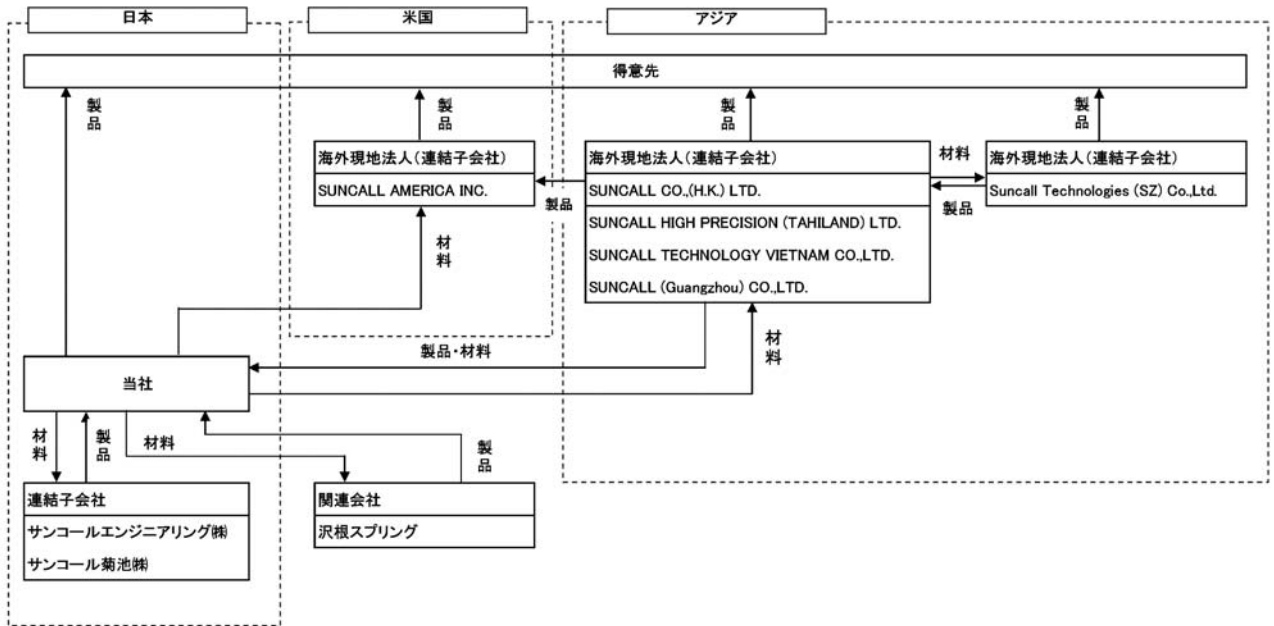 日本
米国
アジア
得意先
製品
製品
製品
製品
海外現地法人(連結子会社)
SUNCALL AMERICA INC.
海外現地法人(連結子会社)
SUNCALL CO.,(H.K.) LTD.
SUNCALL HIGH PRECISION (TAHILAND) LTD.
SUNCALL TECHNOLOGY VIETNAM CO.,LTD.
SUNCALL (Guangzhou) CO.,LTD.
材料
海外現地法人(連結子会社)
Suncall Technologies (SZ) Co.,Ltd.
製品
製品
材料
製品・材料
材料
当社
材料
製品
材料
製品
連結子会社
サンコールエンジニアリング㈱
サンコール菊池㈱
関連会社
沢根スプリング